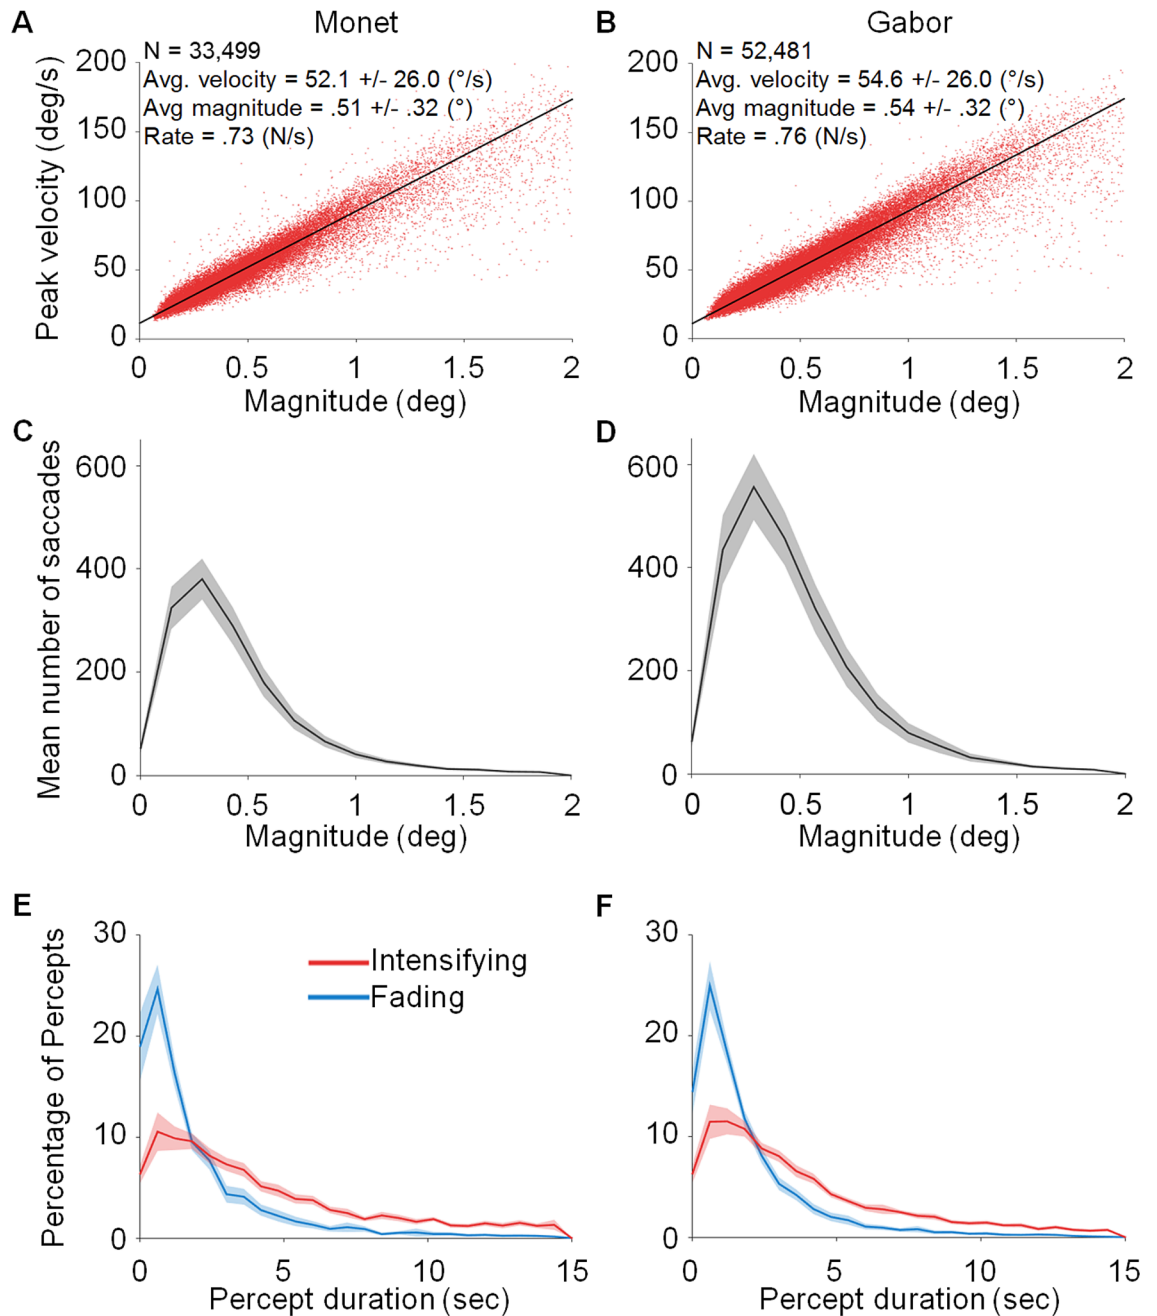 A
Monet
N = 33,499
Avg. velocity = 52.1 +/- 26.0 (°/s)
Avg magnitude = .51 +/- .32 (°)
Rate = .73 (N/s)
Peak velocity (deg/s)
200
150
100
50
0
0 0.5 1 1.5 2
Magnitude (deg)
B
Gabor
N = 52,481
Avg. velocity = 54.6 +/- 26.0 (°/s)
Avg magnitude = .54 +/- .32 (°)
Rate = .76 (N/s)
200
150
100
50
0
0 0.5 1 1.5 2
Magnitude (deg)
C
Mean number of saccades
600
400
200
0
0 0.5 1 1.5 2
Magnitude (deg)
D
600
400
200
0
0 0.5 1 1.5 2
Magnitude (deg)
E
Percentage of Percepts
30
20
10
0
Intensifying
Fading
0 5 10 15
Percept duration (sec)
F
30
20
10
0
0 5 10 15
Percept duration (sec)